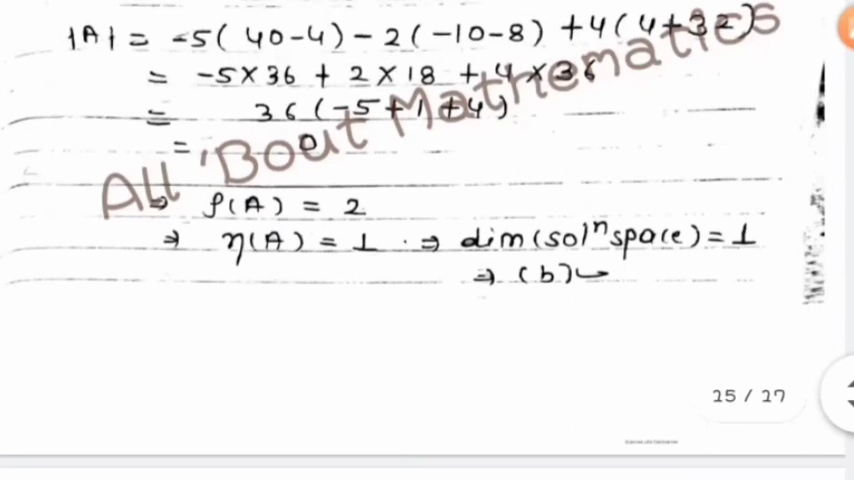 |A| = -5(40-4) - 2(-10-8) + 4(4+32)
= -5×36 + 2×18 + 4×36
= 36(-5+1+4)
= 0
All 'Bout Mathematics
⇒ ρ(A) = 2
⇒ η(A) = 1 ⇒ dim(solⁿ space) = 1
⇒ (b)
25 / 27